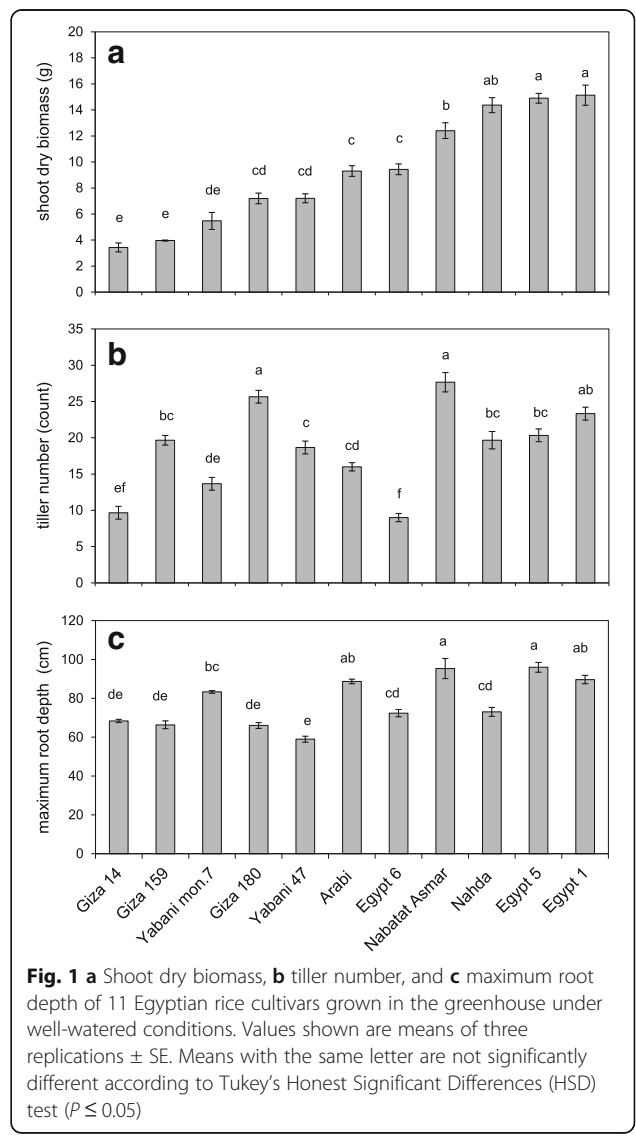 a
20
18
16
14
12
10
8
6
4
2
0
shoot dry biomass (g)
e e de cd cd c c b ab a a
b
35
30
25
20
15
10
5
0
tiller number (count)
ef bc de a c cd f a bc bc ab
c
120
100
80
60
40
20
0
maximum root depth (cm)
de de bc de e ab cd a cd a ab
Giza 14
Giza 159
Yabani mon.7
Giza 180
Yabani 47
Arabi
Egypt 6
Nabatat Asmar
Nahda
Egypt 5
Egypt 1
Fig. 1 a Shoot dry biomass, b tiller number, and c maximum root
depth of 11 Egyptian rice cultivars grown in the greenhouse under
well-watered conditions. Values shown are means of three
replications ± SE. Means with the same letter are not significantly
different according to Tukey's Honest Significant Differences (HSD)
test (P ≤ 0.05)